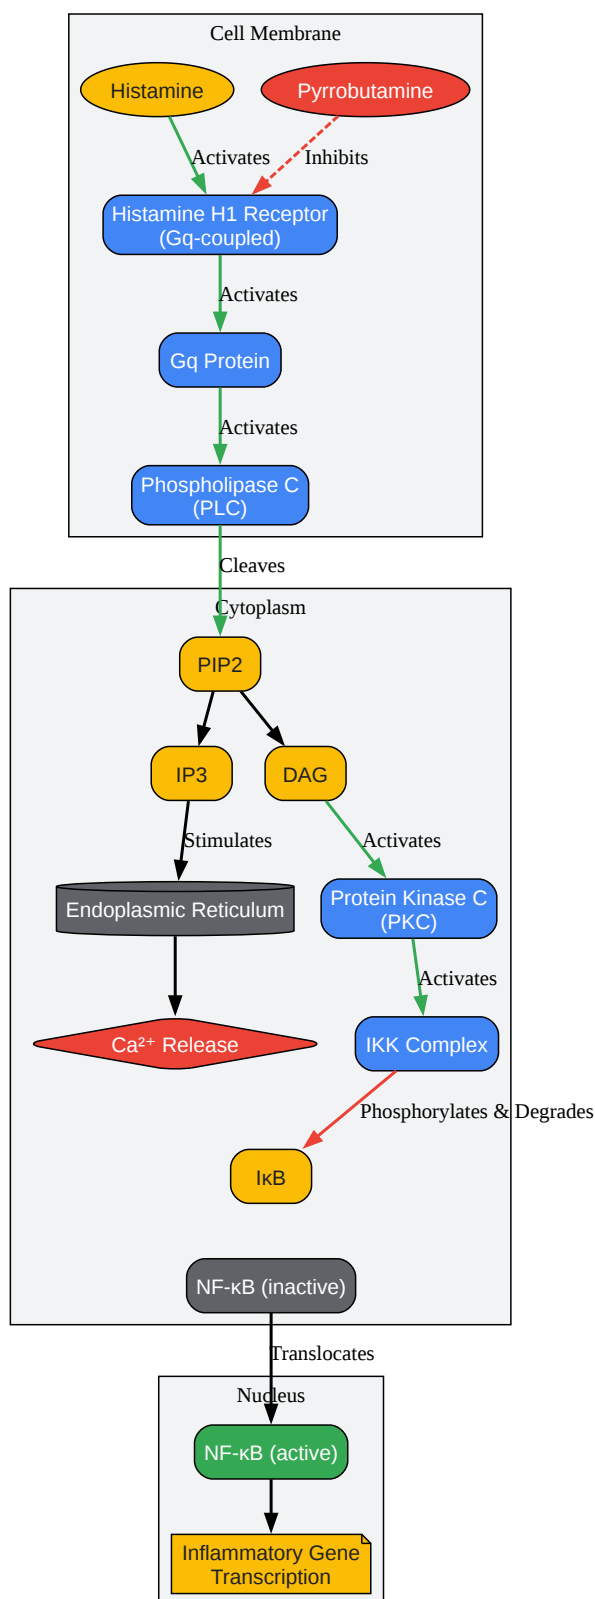 Cell Membrane
Histamine
Pyrrobutamine
Activates
Inhibits
Histamine H1 Receptor
(Gq-coupled)
Activates
Gq Protein
Activates
Phospholipase C
(PLC)
Cleaves
Cytoplasm
PIP2
IP3
DAG
Stimulates
Activates
Endoplasmic Reticulum
Protein Kinase C
(PKC)
Activates
Ca²⁺ Release
IKK Complex
Phosphorylates & Degrades
IκB
NF-κB (inactive)
Translocates
Nucleus
NF-κB (active)
Inflammatory Gene
Transcription